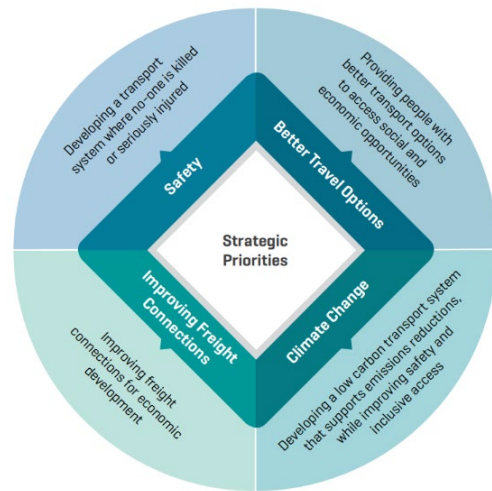 Developing a transport
system where no-one is killed
or seriously injured
Safety
Providing people with
better transport options
to access social and
economic opportunities
Better Travel Options
Strategic
Priorities
Improving Freight
Connections
Improving freight
connections for economic
development
Climate Change
Developing a low carbon transport system
that supports emissions reductions,
while improving safety and
inclusive access